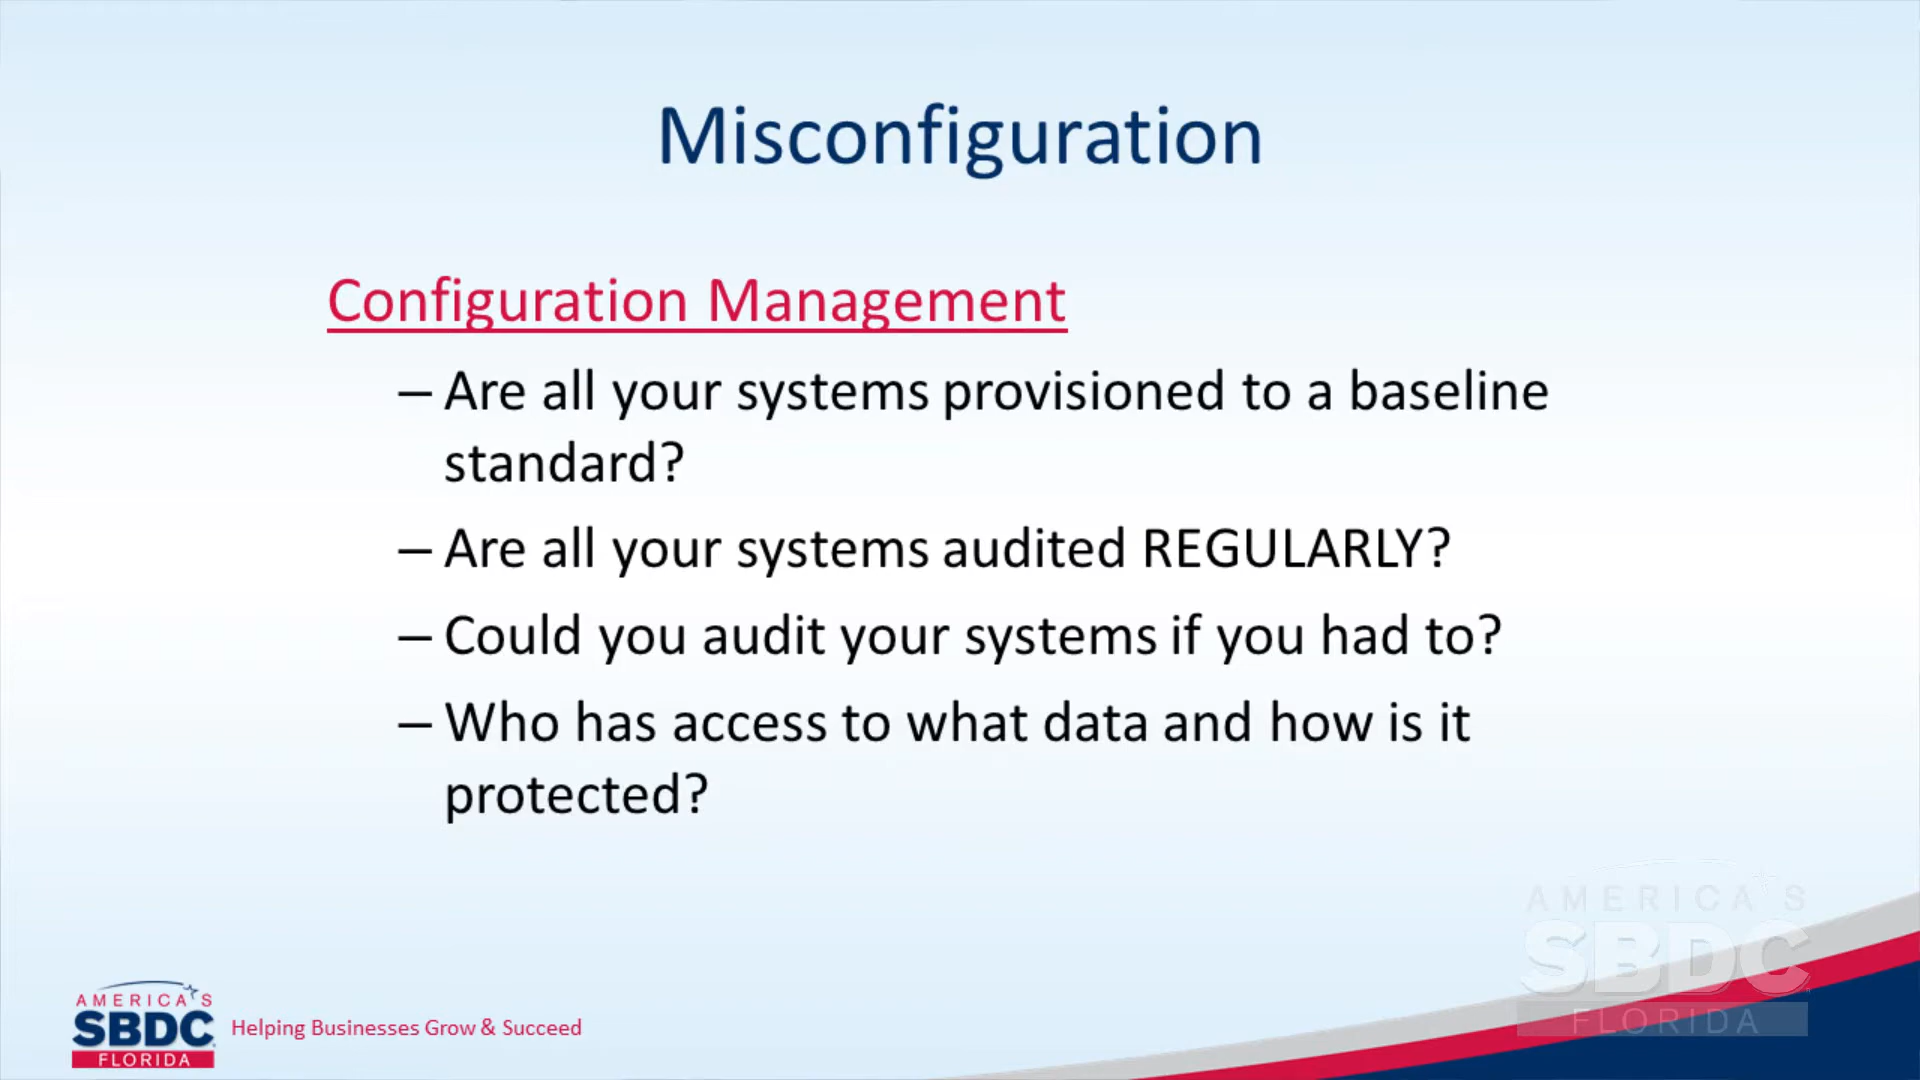 Misconfiguration
Configuration Management
– Are all your systems provisioned to a baseline
standard?
– Are all your systems audited REGULARLY?
– Could you audit your systems if you had to?
– Who has access to what data and how is it
protected?
AMERICA'S
SBDC
FLORIDA
Helping Businesses Grow & Succeed
AMERICA'S
SBDC
FLORIDA